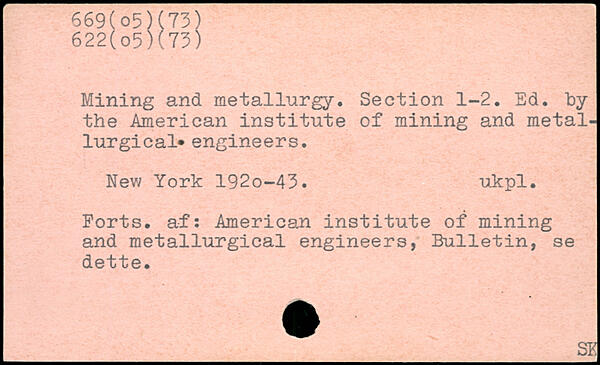 669(o5)(73)
622(o5)(73)
Mining and metallurgy. Section 1-2. Ed. by
the American institute of mining and metal-
lurgical engineers.
New York 192o-43. ukpl.
Forts. af: American institute of mining
and metallurgical engineers, Bulletin, se
dette.
SK